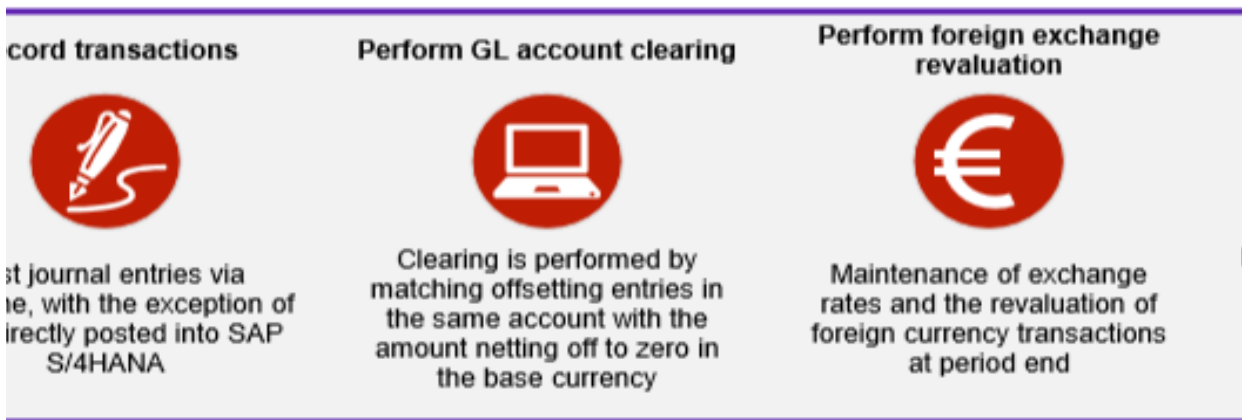 cord transactions
st journal entries via
e, with the exception of
irectly posted into SAP
S/4HANA
Perform GL account clearing
Clearing is performed by
matching offsetting entries in
the same account with the
amount netting off to zero in
the base currency
Perform foreign exchange
revaluation
Maintenance of exchange
rates and the revaluation of
foreign currency transactions
at period end